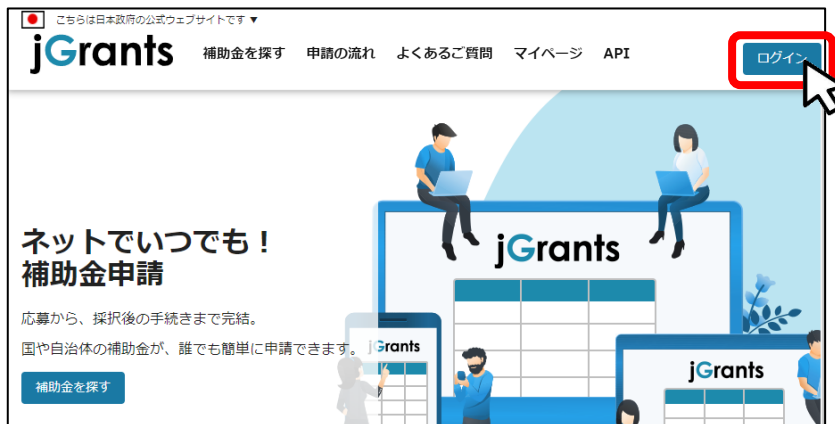 こちらは日本政府の公式ウェブサイトです ▼
jGrants 補助金を探す 申請の流れ よくあるご質問 マイページ API ログイン
ネットでいつでも！
補助金申請
jGrants
応募から、採択後の手続きまで完結。
国や自治体の補助金が、誰でも簡単に申請できます。
jGrants
jGrants
補助金を探す